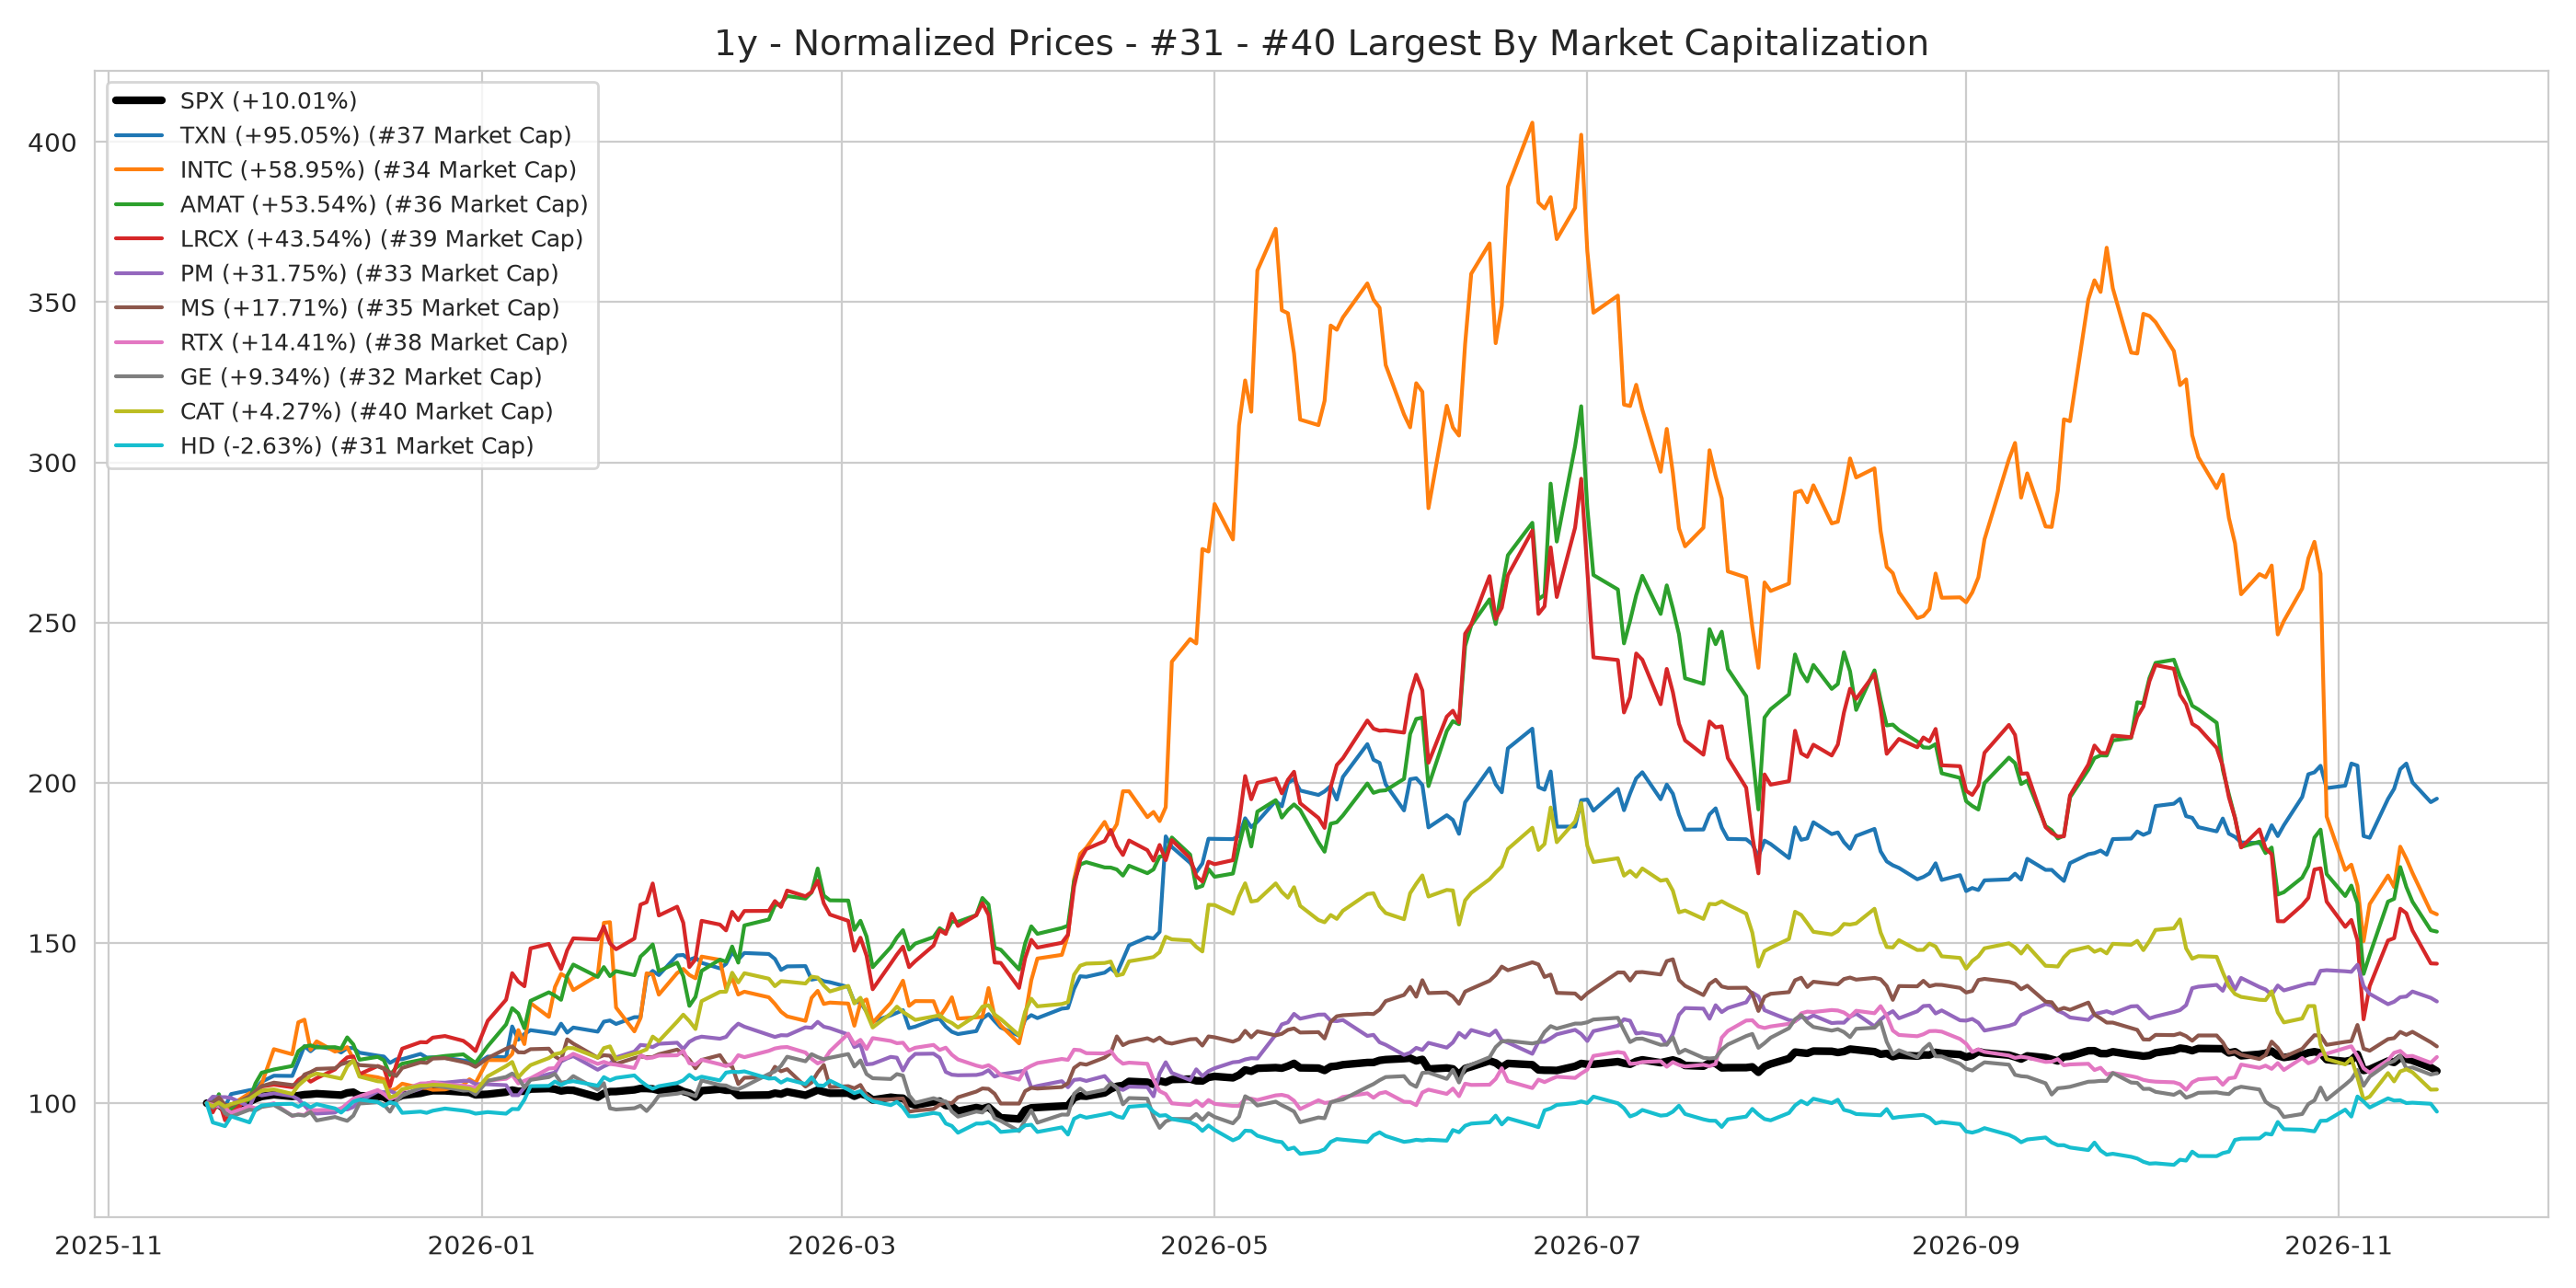 1y - Normalized Prices - #31 - #40 Largest By Market Capitalization
SPX (+10.01%)
TXN (+95.05%) (#37 Market Cap)
INTC (+58.95%) (#34 Market Cap)
AMAT (+53.54%) (#36 Market Cap)
LRCX (+43.54%) (#39 Market Cap)
PM (+31.75%) (#33 Market Cap)
MS (+17.71%) (#35 Market Cap)
RTX (+14.41%) (#38 Market Cap)
GE (+9.34%) (#32 Market Cap)
CAT (+4.27%) (#40 Market Cap)
HD (-2.63%) (#31 Market Cap)
400
350
300
250
200
150
100
2025-11 2026-01 2026-03 2026-05 2026-07 2026-09 2026-11